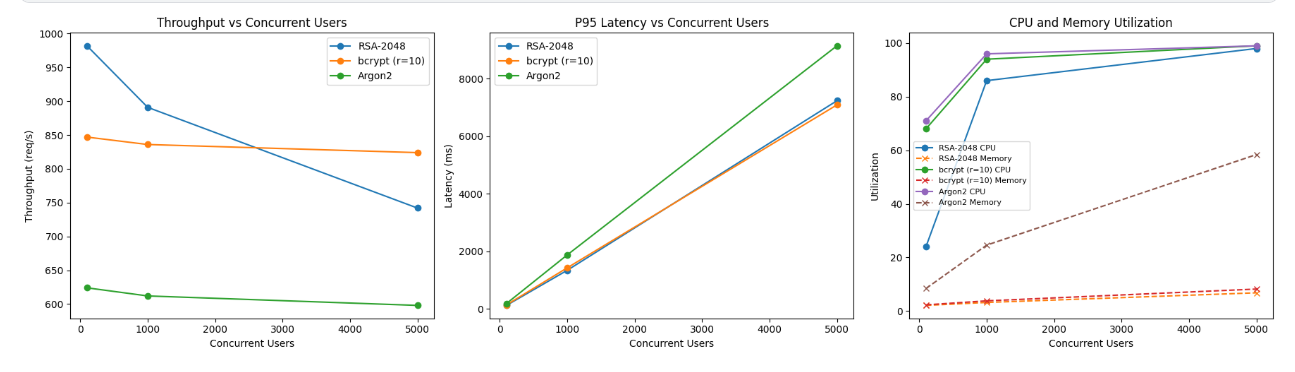 Throughput vs Concurrent Users
1000
950
900
850
800
750
700
650
600
Throughput (req/s)
RSA-2048
bcrypt (r=10)
Argon2
0
1000
2000
3000
4000
5000
Concurrent Users
P95 Latency vs Concurrent Users
8000
6000
4000
2000
0
Latency (ms)
RSA-2048
bcrypt (r=10)
Argon2
0
1000
2000
3000
4000
5000
Concurrent Users
CPU and Memory Utilization
100
80
60
40
20
0
Utilization
RSA-2048 CPU
RSA-2048 Memory
bcrypt (r=10) CPU
bcrypt (r=10) Memory
Argon2 CPU
Argon2 Memory
0
1000
2000
3000
4000
5000
Concurrent Users